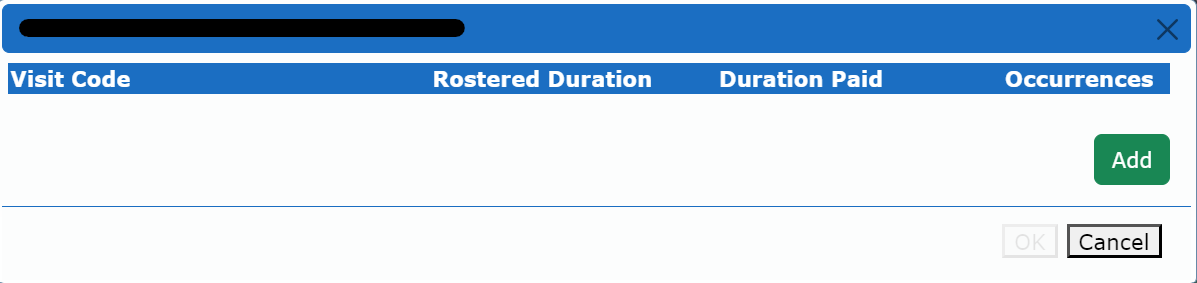 Visit Code Rostered Duration Duration Paid Occurrences
Add
OK Cancel